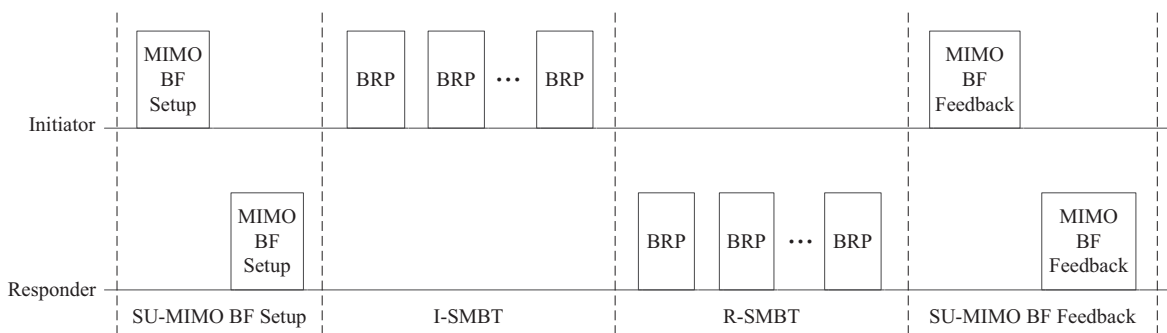 MIMO
BF
Setup
BRP
BRP
...
BRP
MIMO
BF
Feedback
Initiator
MIMO
BF
Setup
BRP
BRP
...
BRP
MIMO
BF
Feedback
Responder
SU-MIMO BF Setup
I-SMBT
R-SMBT
SU-MIMO BF Feedback